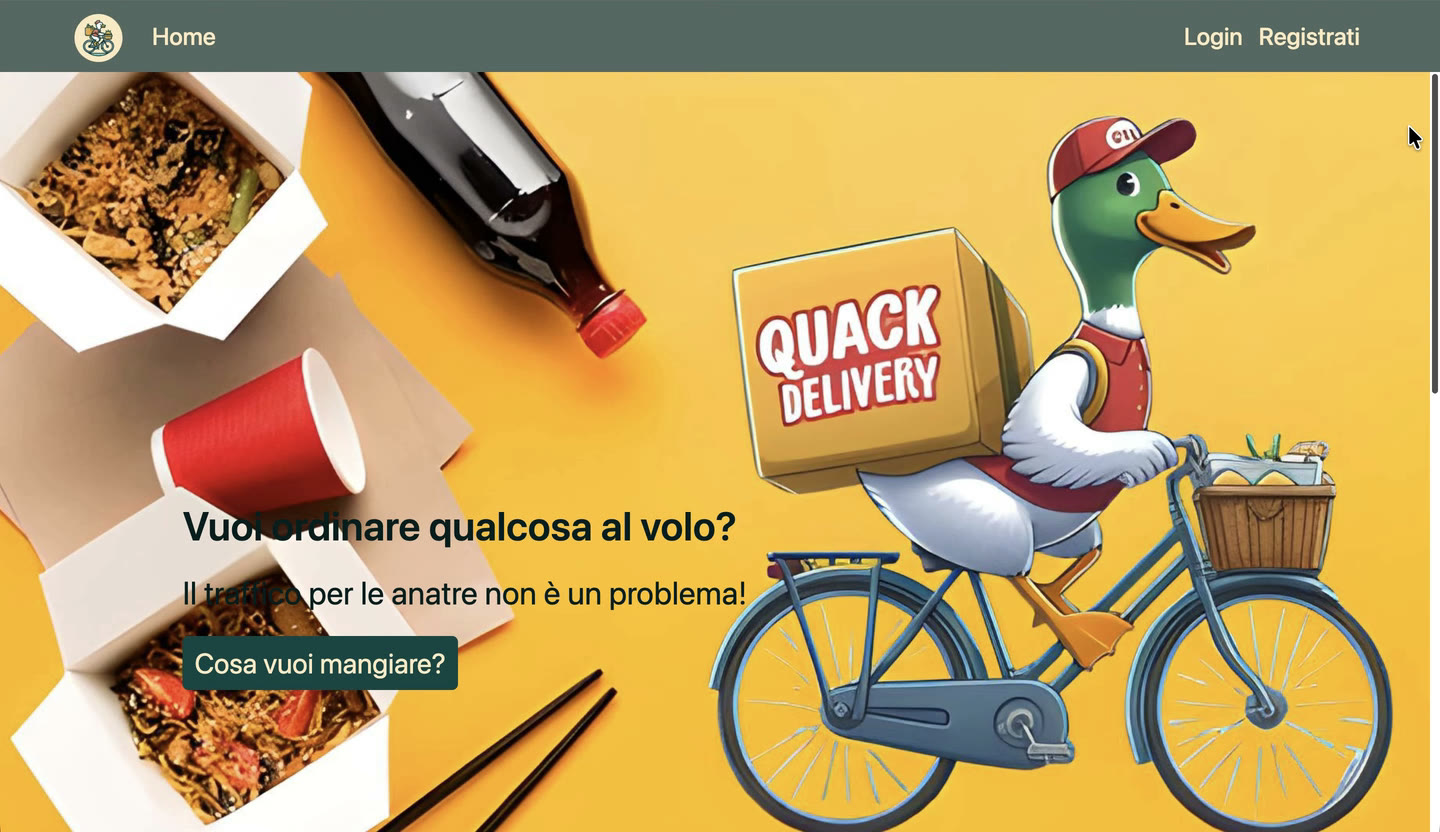 Home
Login Registrati
QUACK
DELIVERY
Vuoi ordinare qualcosa al volo?
Il traffico per le anatre non è un problema!
Cosa vuoi mangiare?